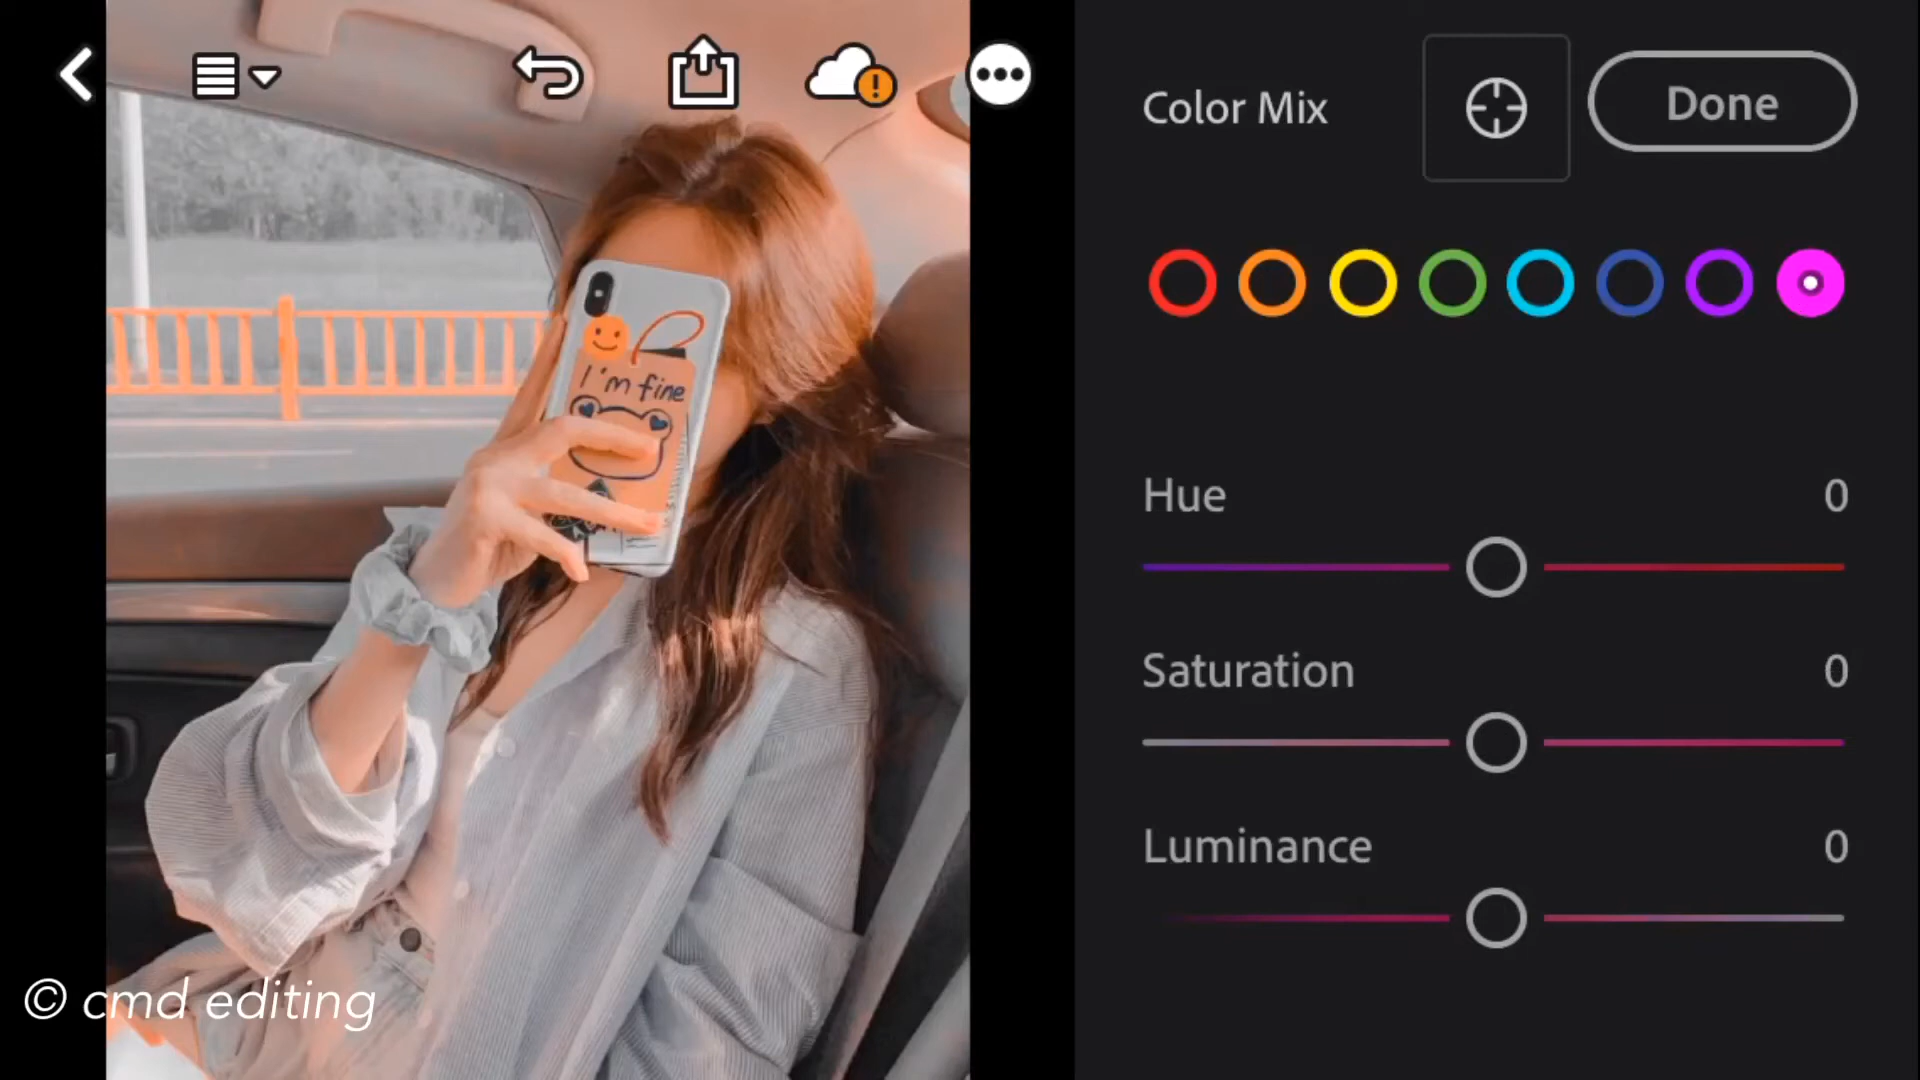 Color Mix
Done
I'm fine
Hue
0
Saturation
0
Luminance
0
© cmd editing